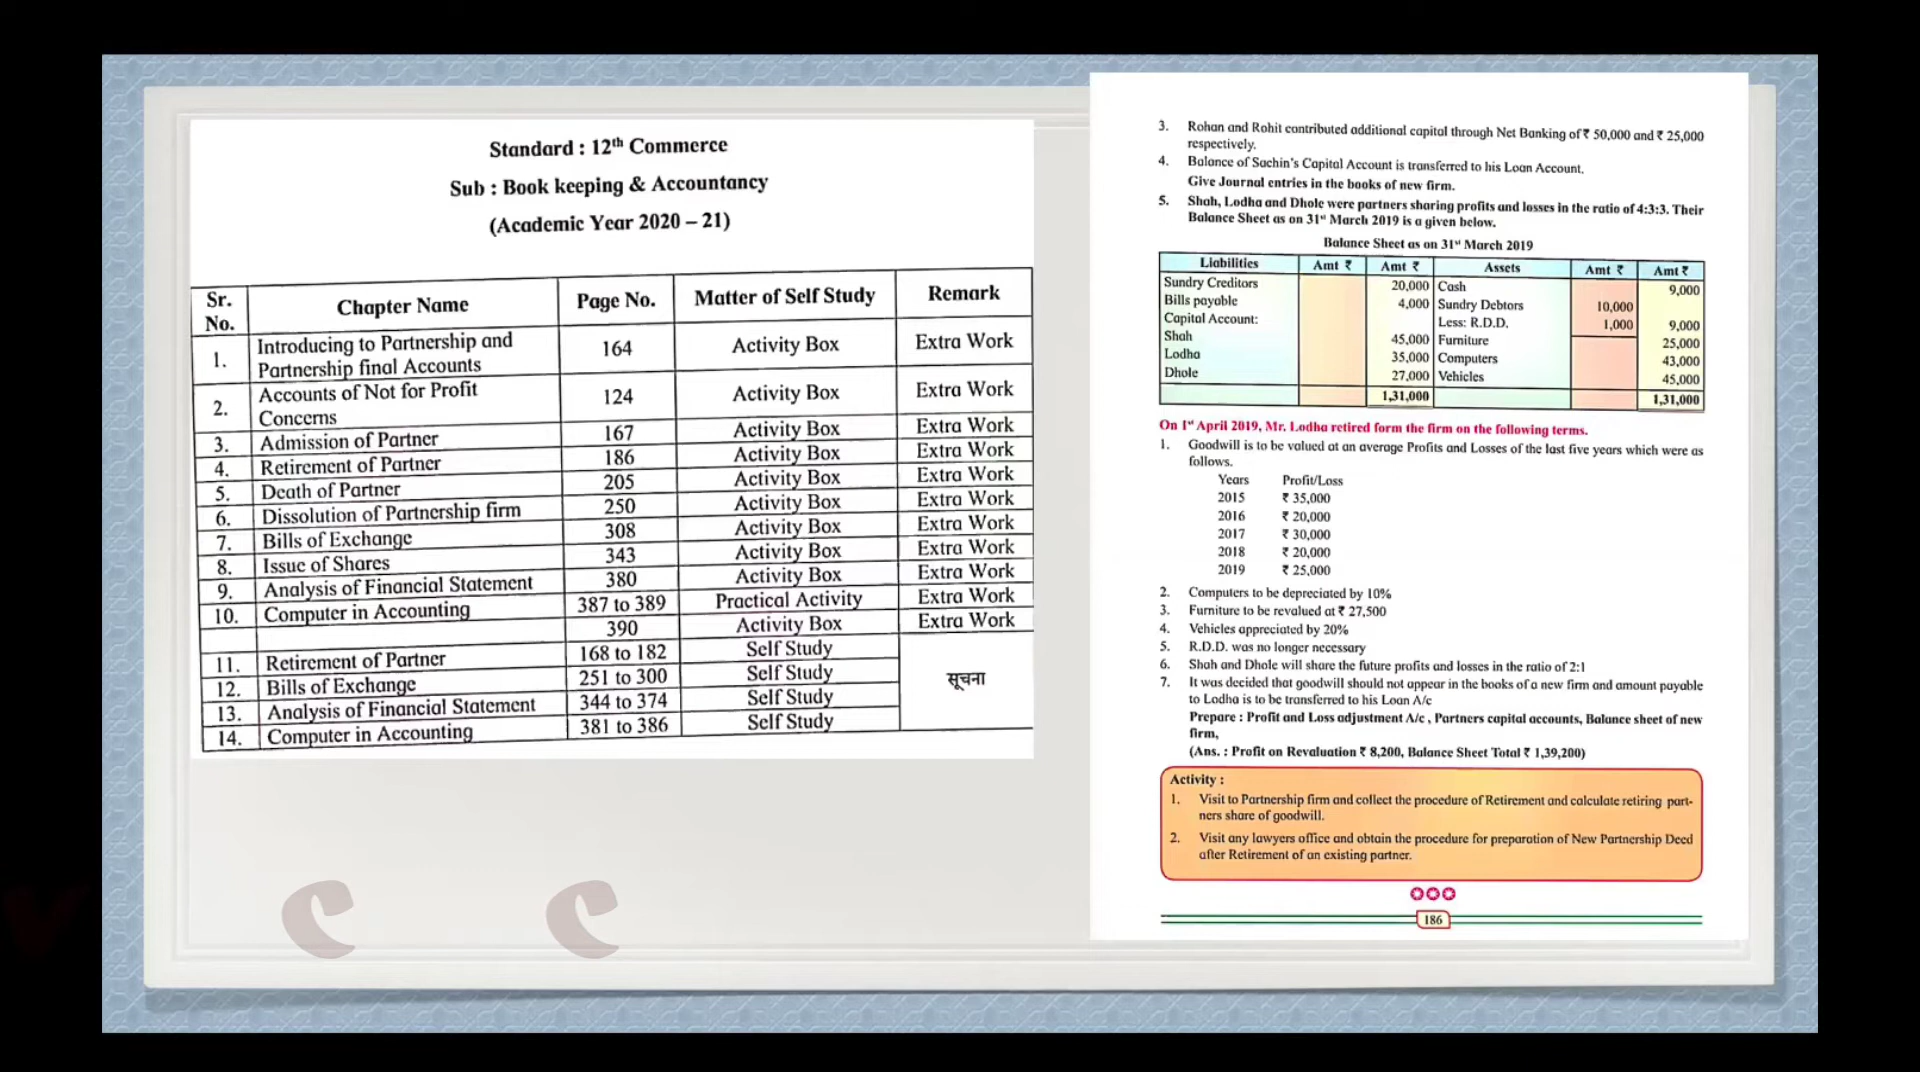 Standard : 12th Commerce
Sub : Book keeping & Accountancy
(Academic Year 2020 – 21)
Sr. No. Chapter Name Page No. Matter of Self Study Remark
1. Introducing to Partnership and Partnership final Accounts 164 Activity Box Extra Work
2. Accounts of Not for Profit Concerns 124 Activity Box Extra Work
3. Admission of Partner 167 Activity Box Extra Work
4. Retirement of Partner 186 Activity Box Extra Work
5. Death of Partner 205 Activity Box Extra Work
6. Dissolution of Partnership firm 250 Activity Box Extra Work
7. Bills of Exchange 308 Activity Box Extra Work
8. Issue of Shares 343 Activity Box Extra Work
9. Analysis of Financial Statement 380 Activity Box Extra Work
10. Computer in Accounting 387 to 389 Practical Activity Extra Work
390 Activity Box Extra Work
11. Retirement of Partner 168 to 182 Self Study
12. Bills of Exchange 251 to 300 Self Study सूचना
13. Analysis of Financial Statement 344 to 374 Self Study
14. Computer in Accounting 381 to 386 Self Study
3. Rohan and Rohit contributed additional capital through Net Banking of ₹ 50,000 and ₹ 25,000
respectively.
4. Balance of Sachin's Capital Account is transferred to his Loan Account.
Give Journal entries in the books of new firm.
5. Shah, Lodha and Dhole were partners sharing profits and losses in the ratio of 4:3:3. Their
Balance Sheet as on 31st March 2019 is a given below.
Balance Sheet as on 31st March 2019
Liabilities Amt ₹ Amt ₹ Assets Amt ₹ Amt ₹
Sundry Creditors 20,000 Cash 9,000
Bills payable 4,000 Sundry Debtors 10,000
Capital Account: Less: R.D.D. 1,000 9,000
Shah 45,000 Furniture 25,000
Lodha 35,000 Computers 43,000
Dhole 27,000 Vehicles 45,000
1,31,000 1,31,000
On 1st April 2019, Mr. Lodha retired form the firm on the following terms.
1. Goodwill is to be valued at an average Profits and Losses of the last five years which were as
follows.
Years Profit/Loss
2015 ₹ 35,000
2016 ₹ 20,000
2017 ₹ 30,000
2018 ₹ 20,000
2019 ₹ 25,000
2. Computers to be depreciated by 10%
3. Furniture to be revalued at ₹ 27,500
4. Vehicles appreciated by 20%
5. R.D.D. was no longer necessary
6. Shah and Dhole will share the future profits and losses in the ratio of 2:1
7. It was decided that goodwill should not appear in the books of a new firm and amount payable
to Lodha is to be transferred to his Loan A/c
Prepare : Profit and Loss adjustment A/c , Partners capital accounts, Balance sheet of new
firm,
(Ans. : Profit on Revaluation ₹ 8,200, Balance Sheet Total ₹ 1,39,200)
Activity :
1. Visit to Partnership firm and collect the procedure of Retirement and calculate retiring part-
ners share of goodwill.
2. Visit any lawyers office and obtain the procedure for preparation of New Partnership Deed
after Retirement of an existing partner.
186